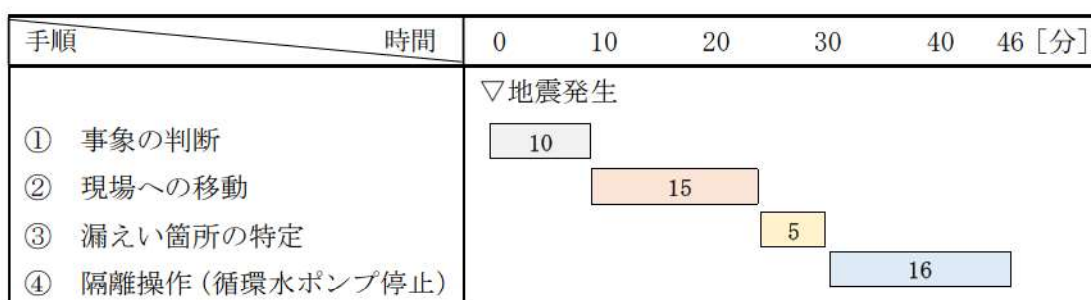 手順 時間 0 10 20 30 40 46［分］
▽地震発生
① 事象の判断 10
② 現場への移動 15
③ 漏えい箇所の特定 5
④ 隔離操作（循環水ポンプ停止） 16